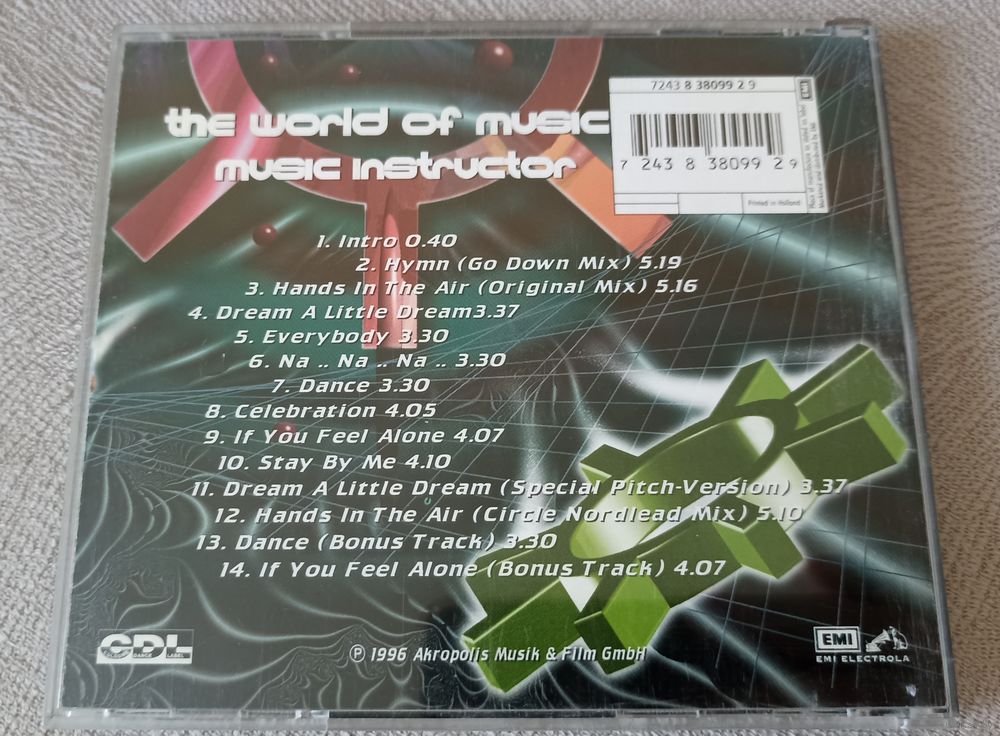 7243 8 38099 2 9
the world of music
music instructor
7 243 8 38099 2 9
EMI
Printed in Holland
1. Intro 0.40
2. Hymn (Go Down Mix) 5.19
3. Hands In The Air (Original Mix) 5.16
4. Dream A Little Dream3.37
5. Everybody 3.30
6. Na .. Na .. Na .. 3.30
7. Dance 3.30
8. Celebration 4.05
9. If You Feel Alone 4.07
10. Stay By Me 4.10
11. Dream A Little Dream (Special Pitch-Version) 3.37
12. Hands In The Air (Circle Nordlead Mix) 5.10
13. Dance (Bonus Track) 3.30
14. If You Feel Alone (Bonus Track) 4.07
CDL
DANCE LABEL
℗ 1996 Akropolis Musik & Film GmbH
EMI
EMI ELECTROLA